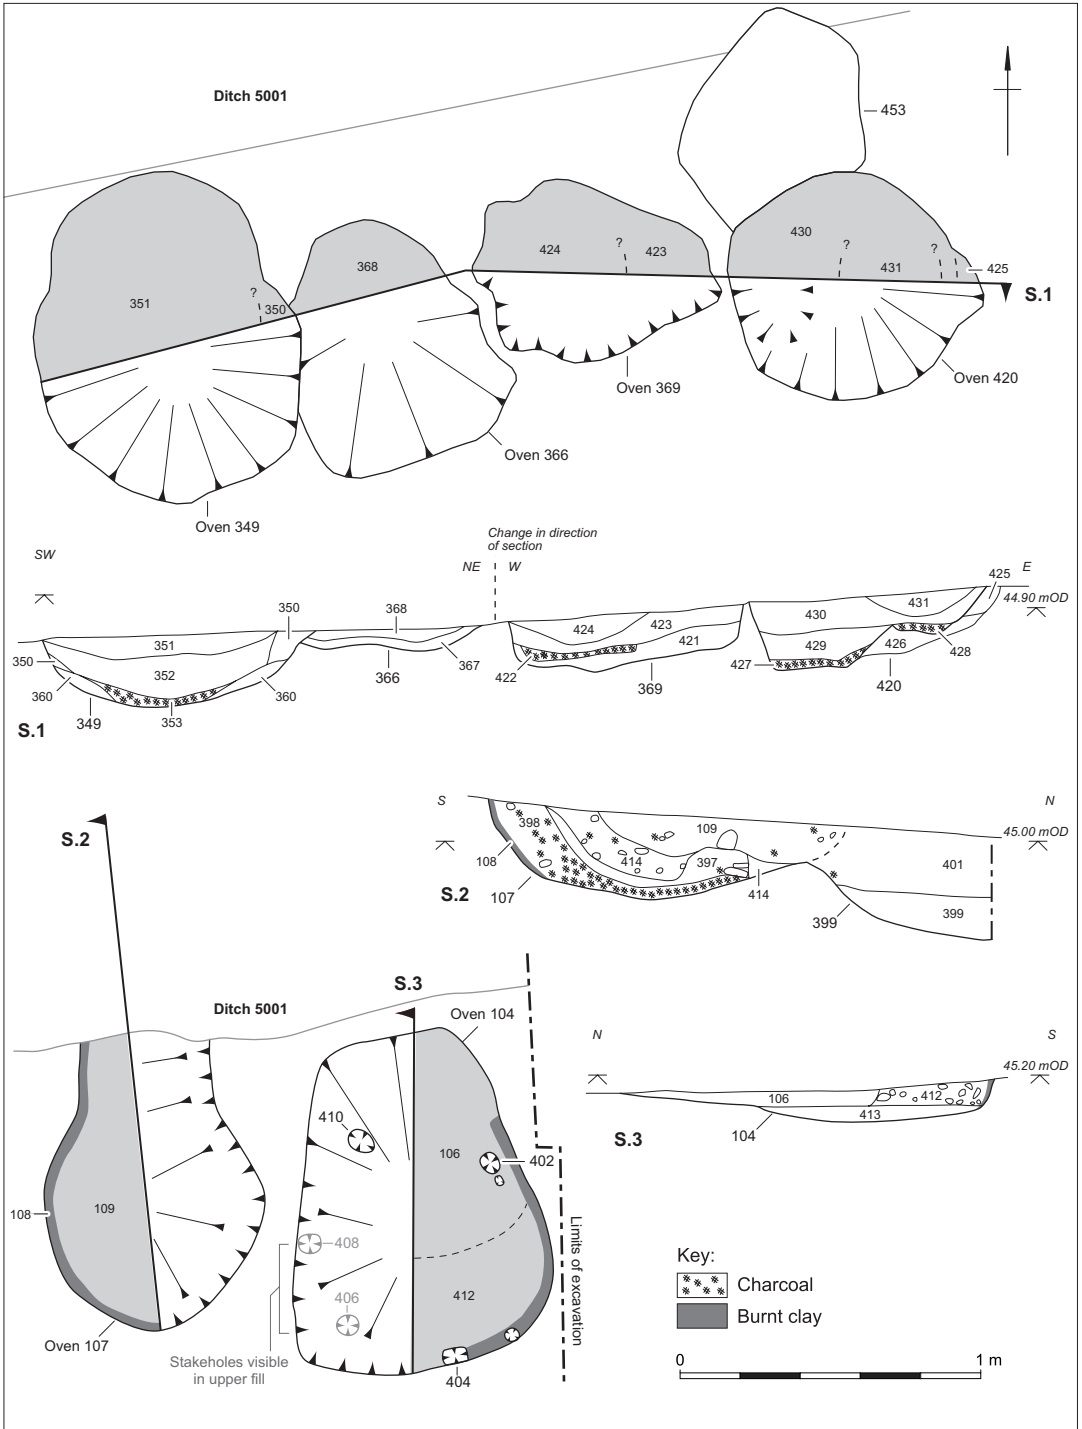 Ditch 5001
453
430
?
424
?
423
?
431
425
S.1
368
351
?
350
Oven 369
Oven 420
Oven 366
Oven 349
Change in direction
of section
SW
NE
W
E
425
44.90 mOD
350
368
431
430
424
423
351
421
350
352
429
426
428
427
360
360
366
367
422
369
420
349
353
S.1
S
N
S.2
45.00 mOD
398
109
108
414
397
401
414
107
S.2
399
399
S.3
Ditch 5001
Oven 104
N
S
45.20 mOD
410
106
412
413
104
S.3
106
402
109
108
408
Limits of excavation
406
412
Key:
Charcoal
Burnt clay
Oven 107
Stakeholes visible
in upper fill
404
0
1 m